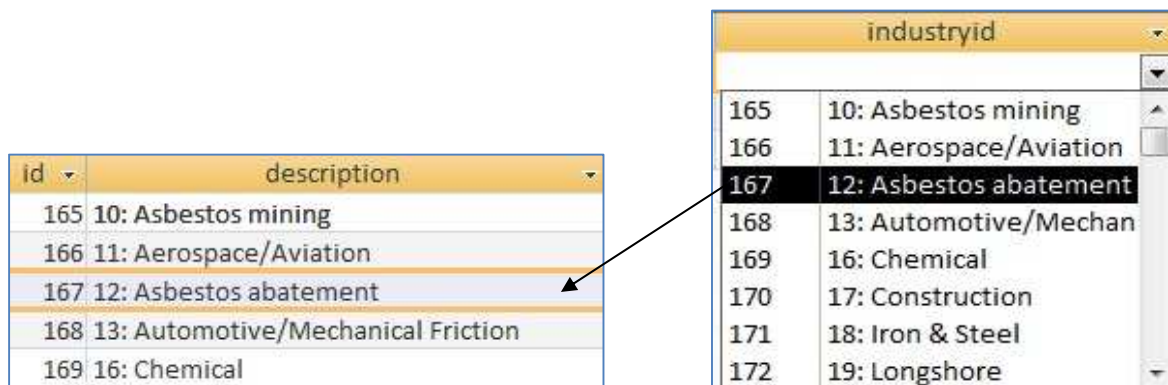 id description
165 10: Asbestos mining
166 11: Aerospace/Aviation
167 12: Asbestos abatement
168 13: Automotive/Mechanical Friction
169 16: Chemical
industryid
165 10: Asbestos mining
166 11: Aerospace/Aviation
167 12: Asbestos abatement
168 13: Automotive/Mechan
169 16: Chemical
170 17: Construction
171 18: Iron & Steel
172 19: Longshore